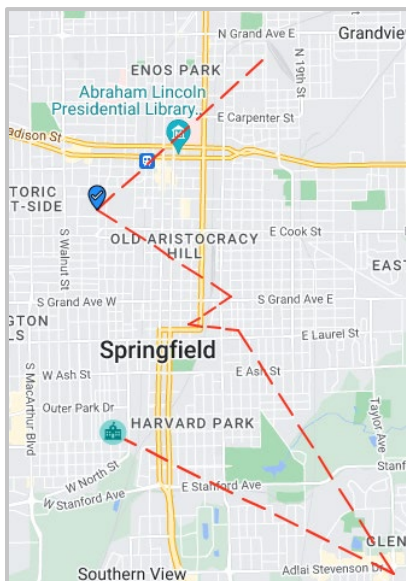 N Grand Ave E
Grandview
ENOS PARK
N 19th St
Abraham Lincoln
Presidential Library...
E Carpenter St
adison St
TORIC
T-SIDE
S Walnut St
OLD ARISTOCRACY
HILL
E Cook St
EAST
S Grand Ave W
S Grand Ave E
NGTON
LS
E Laurel St
Springfield
S MacArthur Blvd
W Ash St
E Ash St
Outer Park Dr
HARVARD PARK
Taylor Ave
W North St
W Stanford Ave
E Stanford Ave
Stanf
GLEN
Adlai Stevenson Dr
Southern View